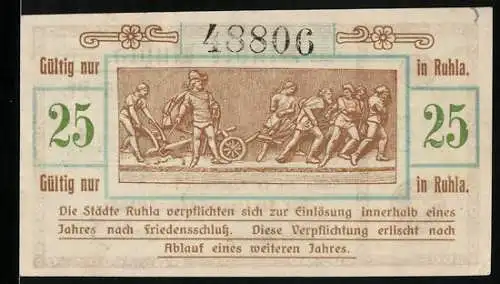 48806
Gültig nur in Ruhla.
25 25
Gültig nur in Ruhla.
Die Städte Ruhla verpflichten sich zur Einlösung innerhalb eines
Jahres nach Friedensschluß. Diese Verpflichtung erlischt nach
Ablauf eines weiteren Jahres.